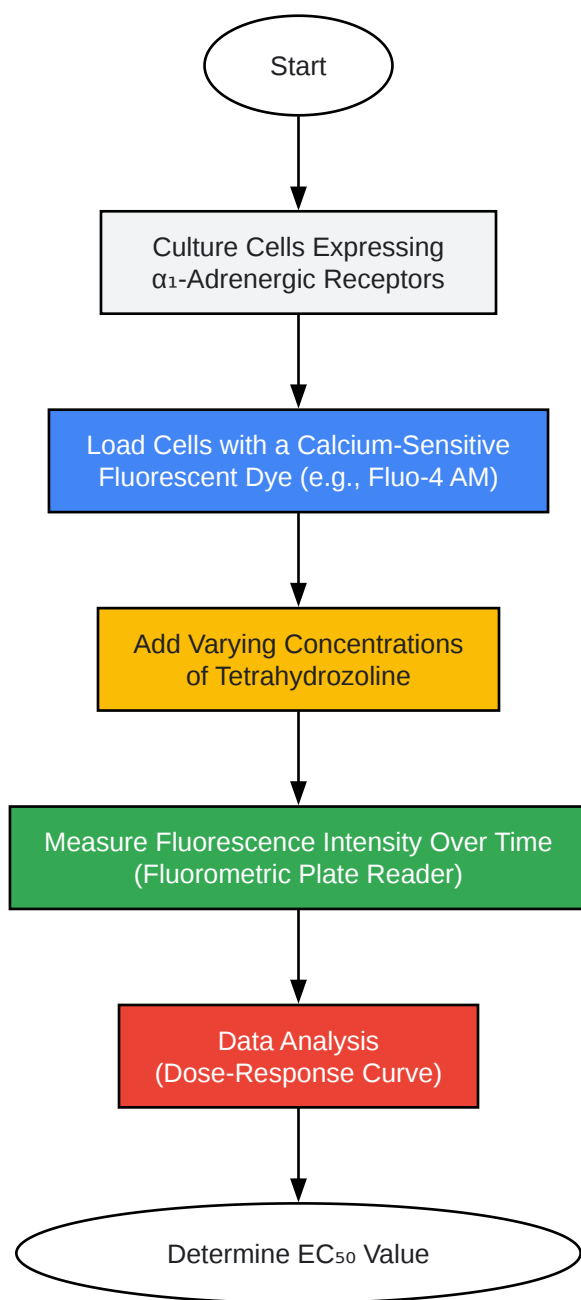 Start
Culture Cells Expressing
α₁-Adrenergic Receptors
Load Cells with a Calcium-Sensitive
Fluorescent Dye (e.g., Fluo-4 AM)
Add Varying Concentrations
of Tetrahydrozoline
Measure Fluorescence Intensity Over Time
(Fluorometric Plate Reader)
Data Analysis
(Dose-Response Curve)
Determine EC₅₀ Value